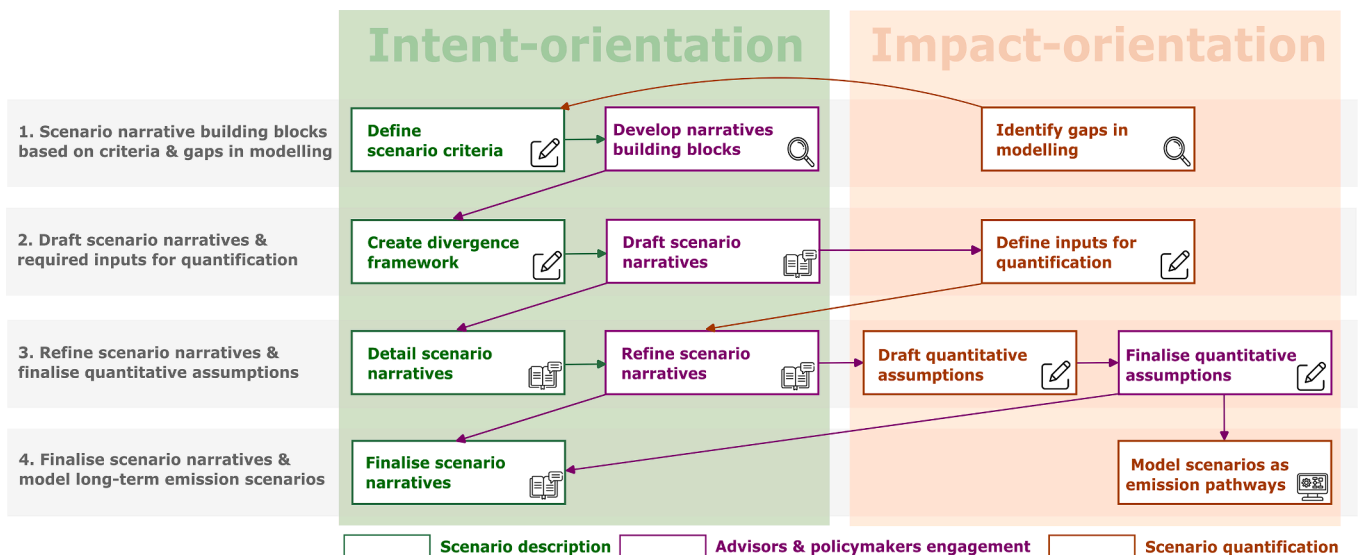 Intent-orientation
Impact-orientation
1. Scenario narrative building blocks
based on criteria & gaps in modelling
Define
scenario criteria
Develop narratives
building blocks
Identify gaps in
modelling
2. Draft scenario narratives &
required inputs for quantification
Create divergence
framework
Draft scenario
narratives
Define inputs for
quantification
3. Refine scenario narratives &
finalise quantitative assumptions
Detail scenario
narratives
Refine scenario
narratives
Draft quantitative
assumptions
Finalise quantitative
assumptions
4. Finalise scenario narratives &
model long-term emission scenarios
Finalise scenario
narratives
Model scenarios as
emission pathways
Scenario description
Advisors & policymakers engagement
Scenario quantification